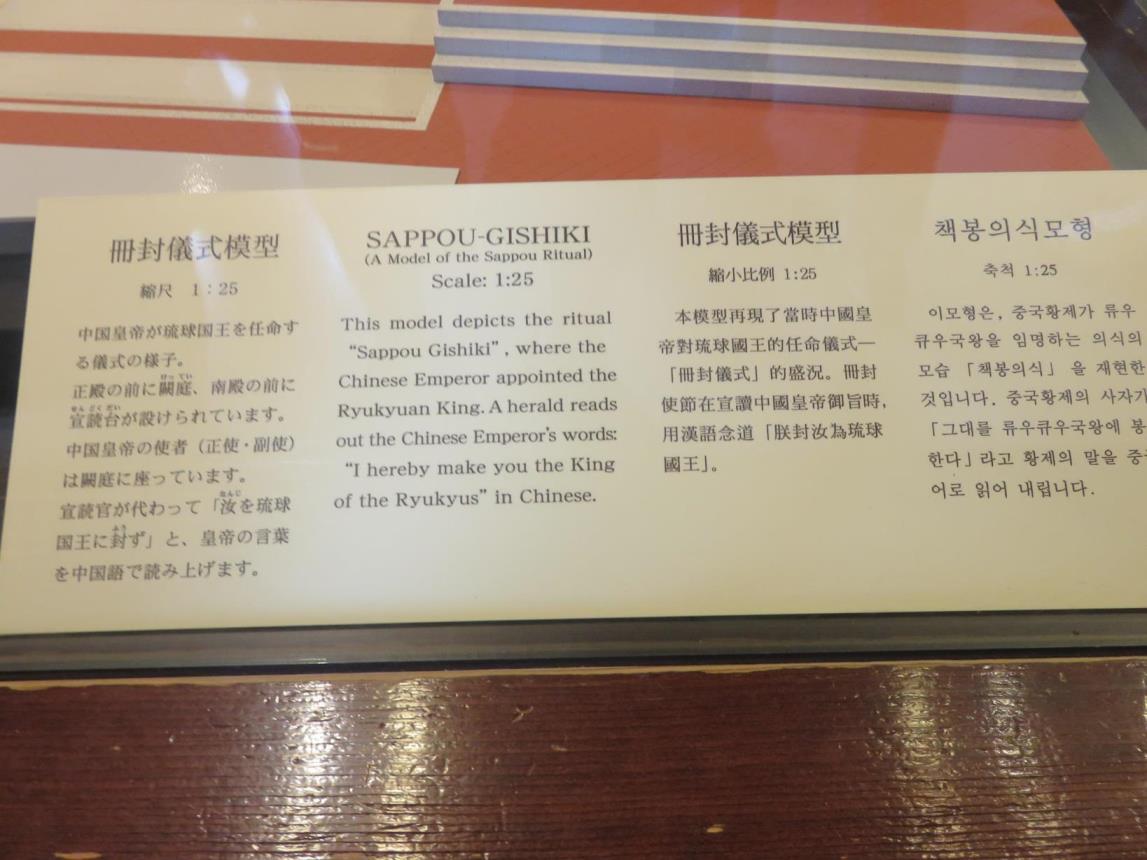 冊封儀式模型
縮尺 1:25
中国皇帝が琉球国王を任命す
る儀式の様子。
正殿の前に闕庭、南殿の前に
宣読台が設けられています。
中国皇帝の使者（正使・副使）
は闕庭に座っています。
宣読官が代わって「汝を琉球
国王に封ず」と、皇帝の言葉
を中国語で読み上げます。
SAPPOU-GISHIKI
(A Model of the Sappou Ritual)
Scale: 1:25
This model depicts the ritual
“Sappou Gishiki”, where the
Chinese Emperor appointed the
Ryukyuan King. A herald reads
out the Chinese Emperor's words:
“I hereby make you the King
of the Ryukyus” in Chinese.
冊封儀式模型
縮小比例 1:25
本模型再現了當時中國皇
帝對琉球國王的任命儀式—
「冊封儀式」的盛況。冊封
使節在宣讀中國皇帝御旨時,
用漢語念道「朕封汝為琉球
國王」。
책봉의식모형
축척 1:25
이모형은, 중국황제가 류우
큐우국왕을 임명하는 의식의
모습 「책봉의식」 을 재현한
것입니다. 중국황제의 사자가
「그대를 류우큐우국왕에 봉
한다」라고 황제의 말을 중국
어로 읽어 내립니다.